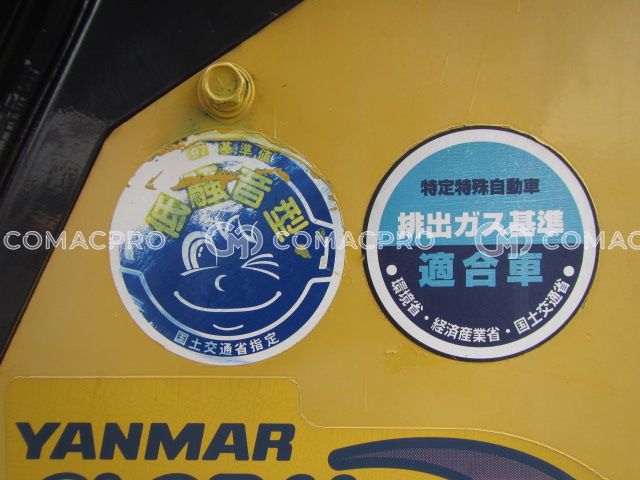 '97基準値
低騒音型
国土交通省指定
特定特殊自動車
排出ガス基準
適合車
・環境省・経済産業省・国土交通省・
COMACPRO COMACPRO COMACPRO
YANMAR